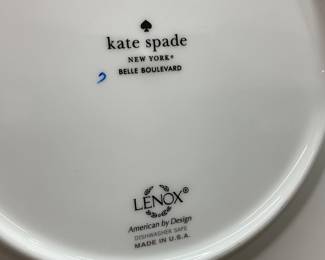 kate spade
NEW YORK®
BELLE BOULEVARD
LENOX®
American by Design
DISHWASHER SAFE
MADE IN U.S.A.